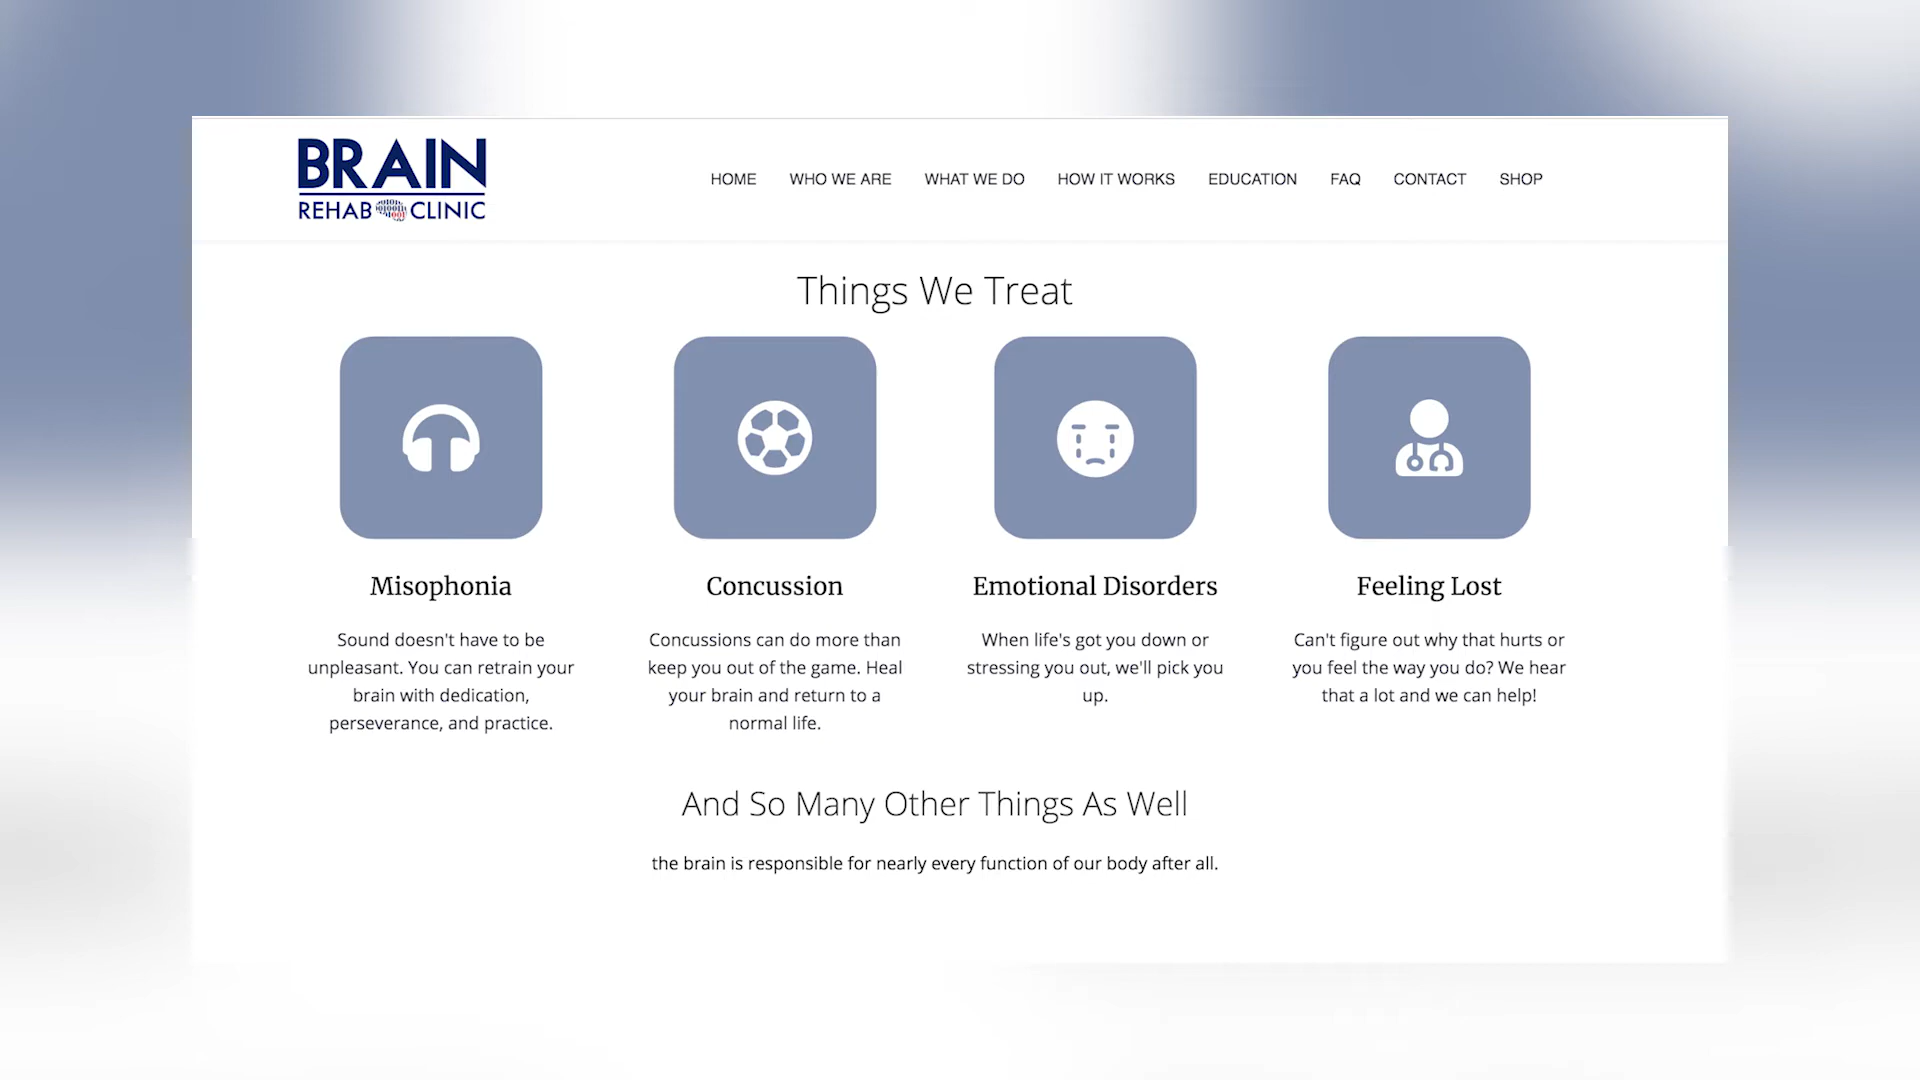 BRAIN
REHAB CLINIC
HOME WHO WE ARE WHAT WE DO HOW IT WORKS EDUCATION FAQ CONTACT SHOP
Things We Treat
Misophonia
Sound doesn't have to be
unpleasant. You can retrain your
brain with dedication,
perseverance, and practice.
Concussion
Concussions can do more than
keep you out of the game. Heal
your brain and return to a
normal life.
Emotional Disorders
When life's got you down or
stressing you out, we'll pick you
up.
Feeling Lost
Can't figure out why that hurts or
you feel the way you do? We hear
that a lot and we can help!
And So Many Other Things As Well
the brain is responsible for nearly every function of our body after all.